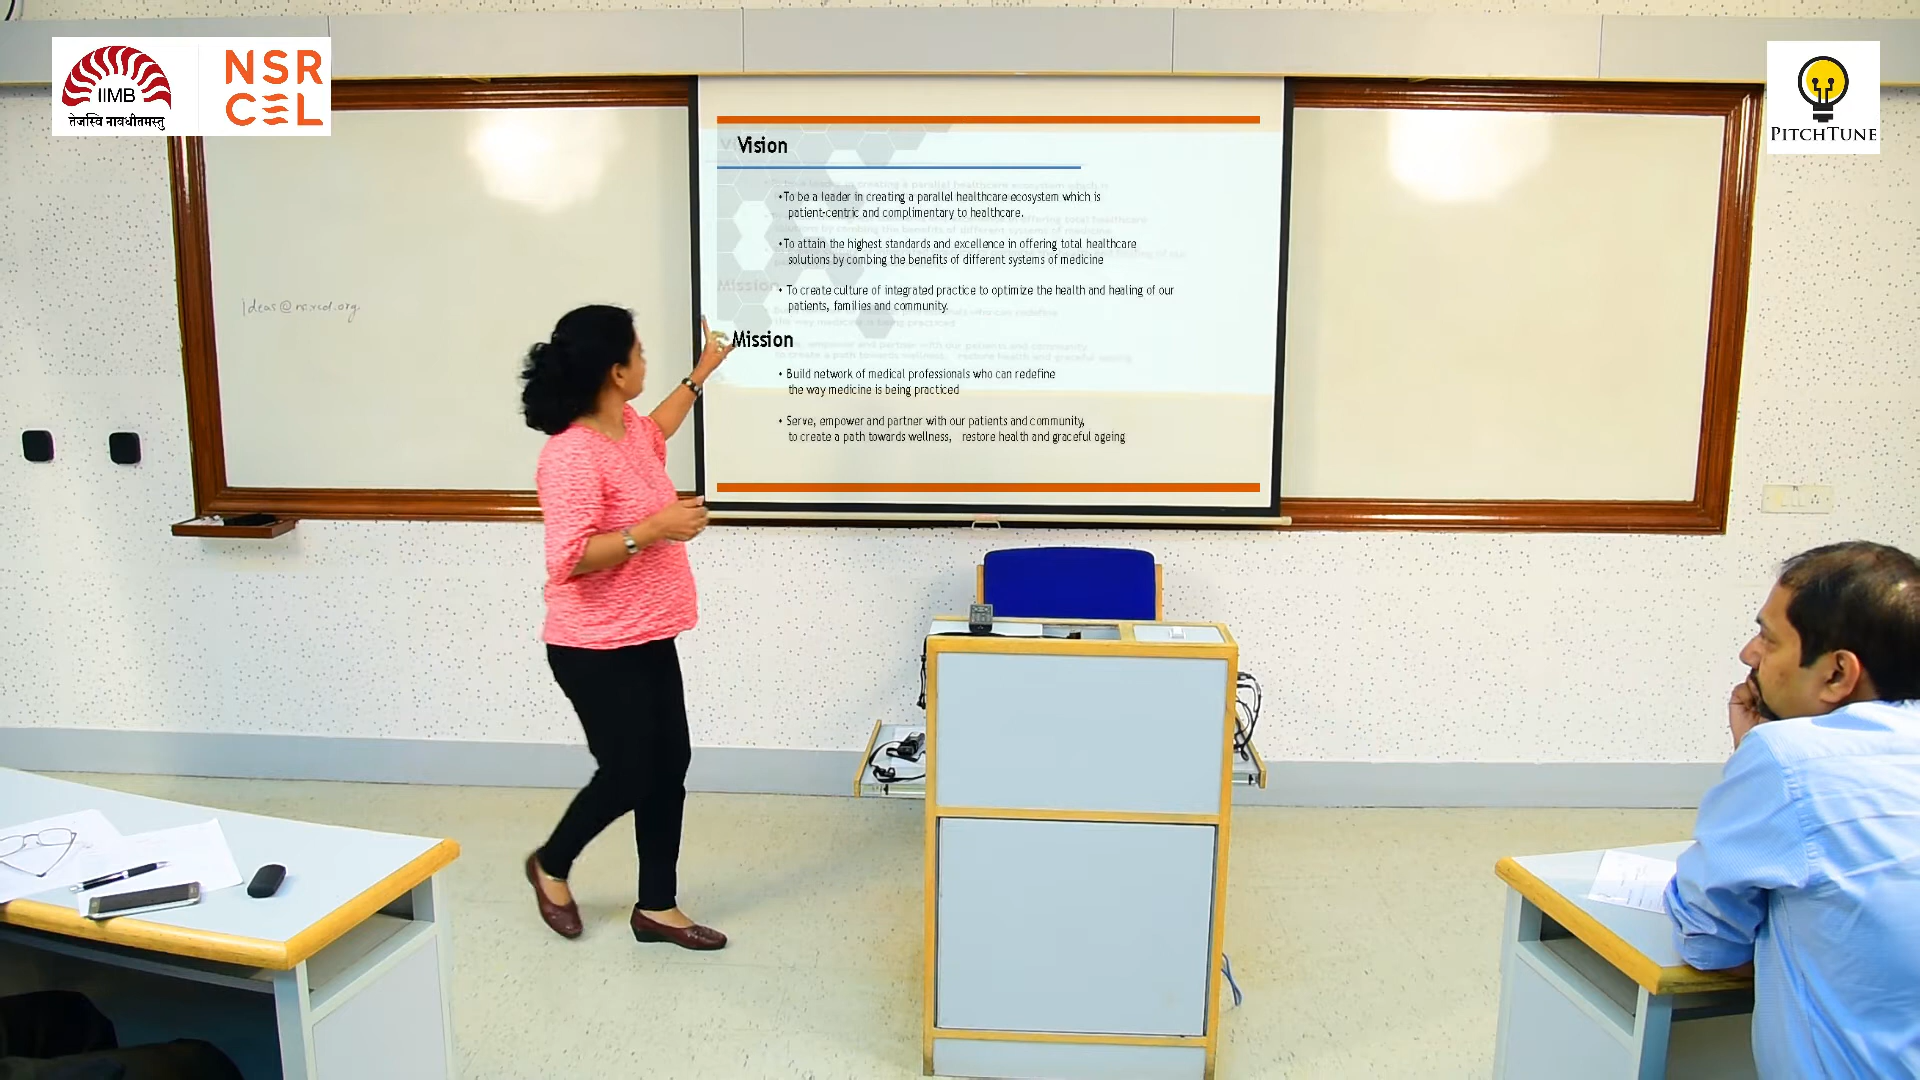 IIMB
तेजस्वि नावधीतमस्तु
NSR
CEL
PITCHTUNE
Vision
•To be a leader in creating a parallel healthcare ecosystem which is
patient-centric and complimentary to healthcare.
•To attain the highest standards and excellence in offering total healthcare
solutions by combing the benefits of different systems of medicine
• To create culture of integrated practice to optimize the health and healing of our
patients, families and community.
Mission
• Build network of medical professionals who can redefine
the way medicine is being practiced
• Serve, empower and partner with our patients and community,
to create a path towards wellness, restore health and graceful ageing